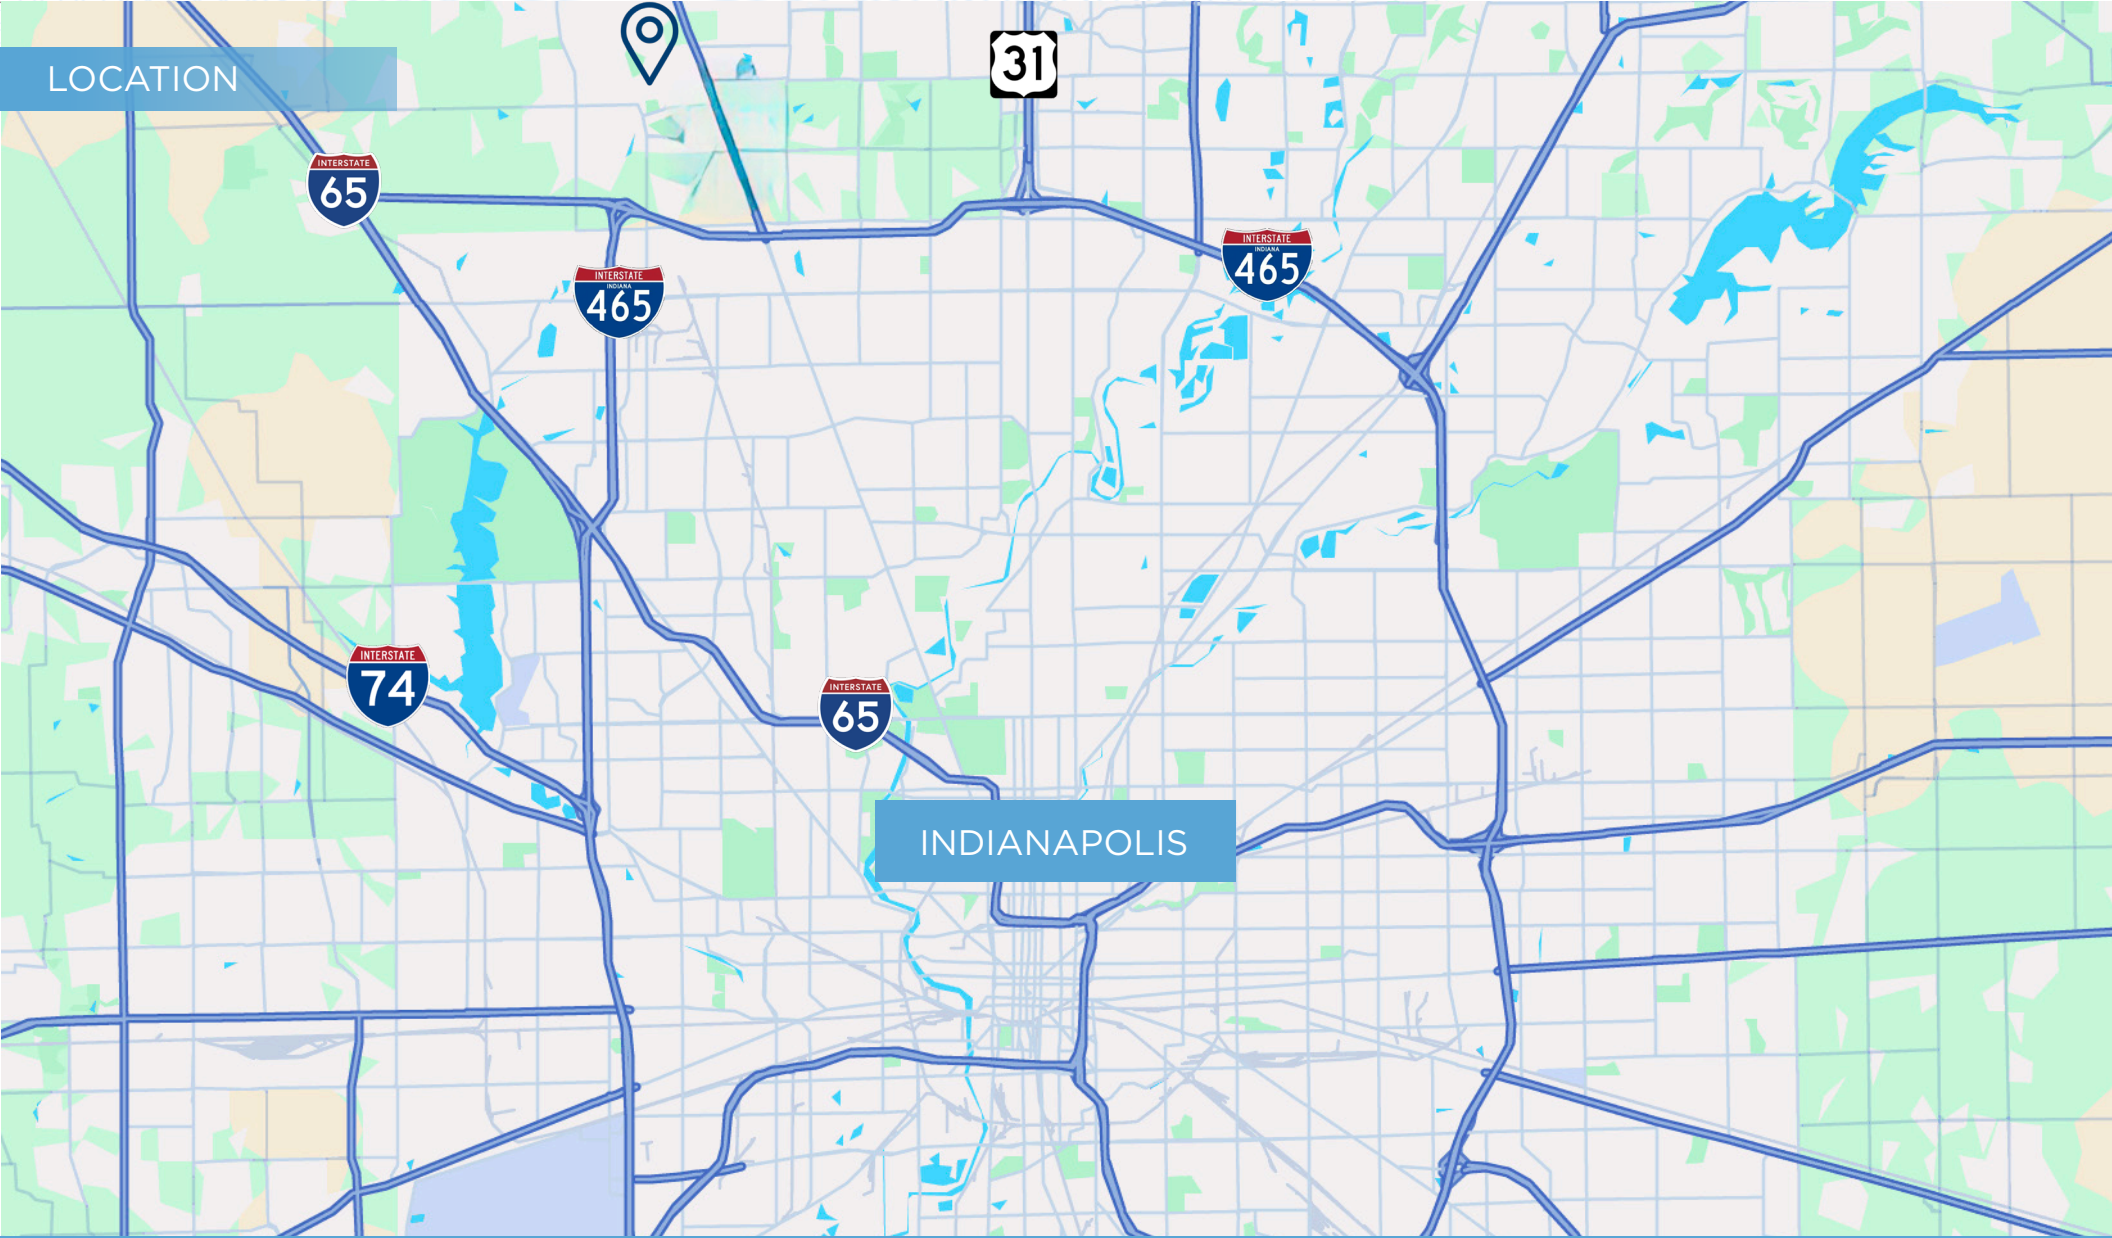 31
LOCATION
INTERSTATE
65
INTERSTATE
INDIANA
465
INTERSTATE
INDIANA
465
INTERSTATE
74
INTERSTATE
65
INDIANAPOLIS